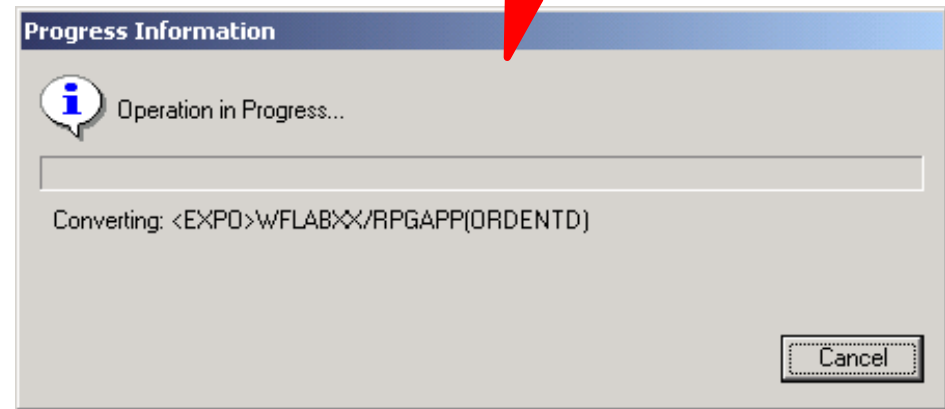 Progress Information
Operation in Progress...
Converting: <EXPO>WFLABXX/RPGAPP(ORDENTD)
Cancel